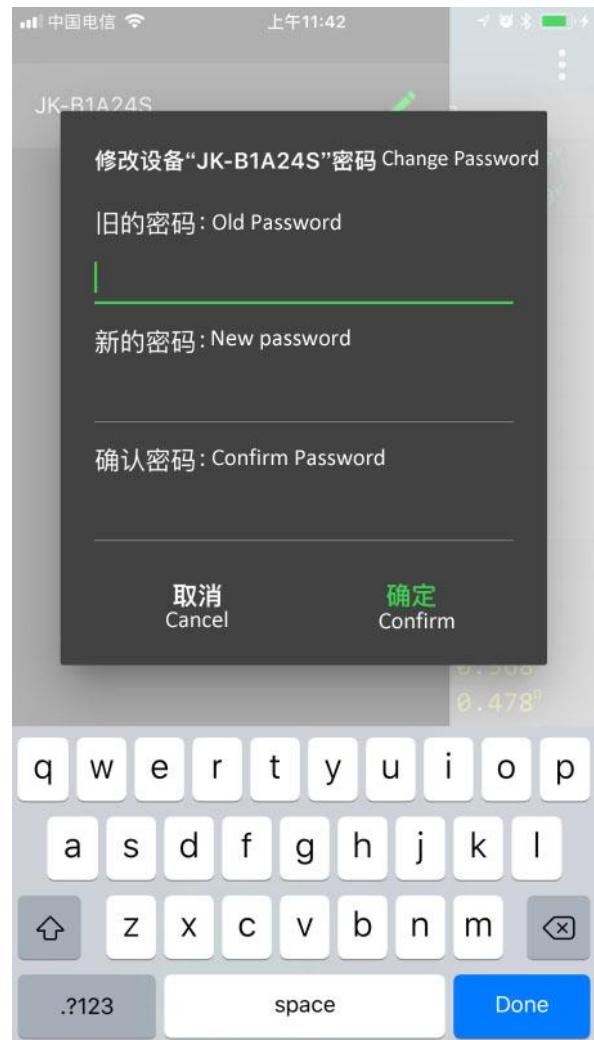 中国电信 上午11:42
JK-B1A24S
修改设备“JK-B1A24S”密码 Change Password
旧的密码: Old Password
新的密码: New password
确认密码: Confirm Password
取消 确定
Cancel Confirm
0.478
q w e r t y u i o p
a s d f g h j k l
z x c v b n m
.?123 space Done